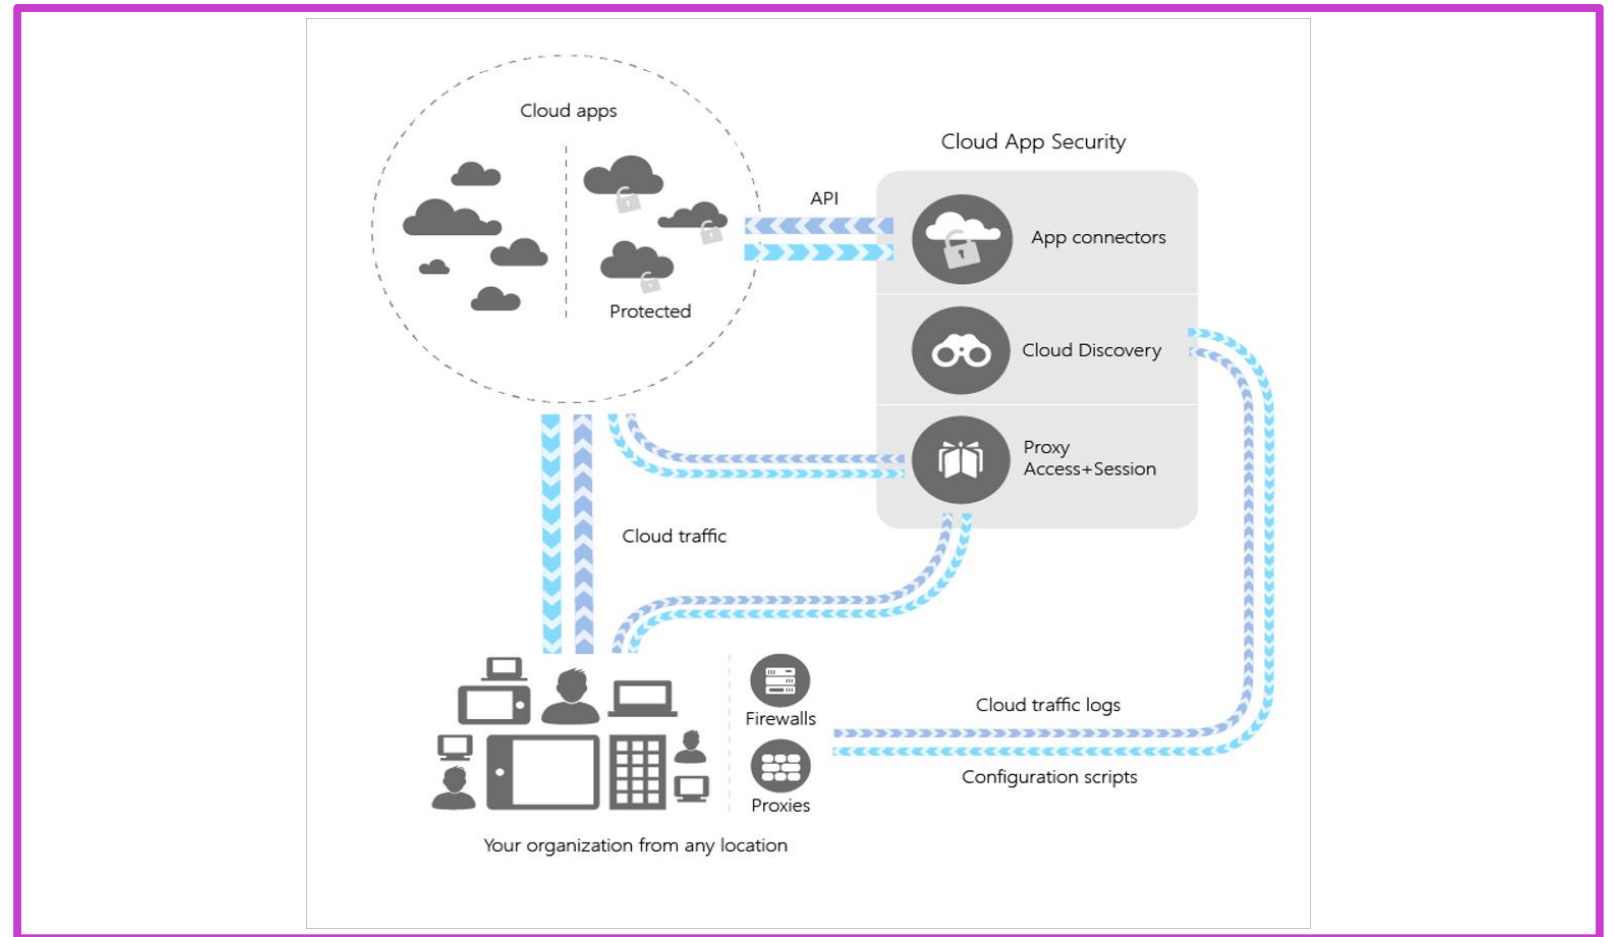 Cloud apps
Protected
API
Cloud App Security
App connectors
Cloud Discovery
Proxy
Access+Session
Cloud traffic
Firewalls
Proxies
Cloud traffic logs
Configuration scripts
Your organization from any location